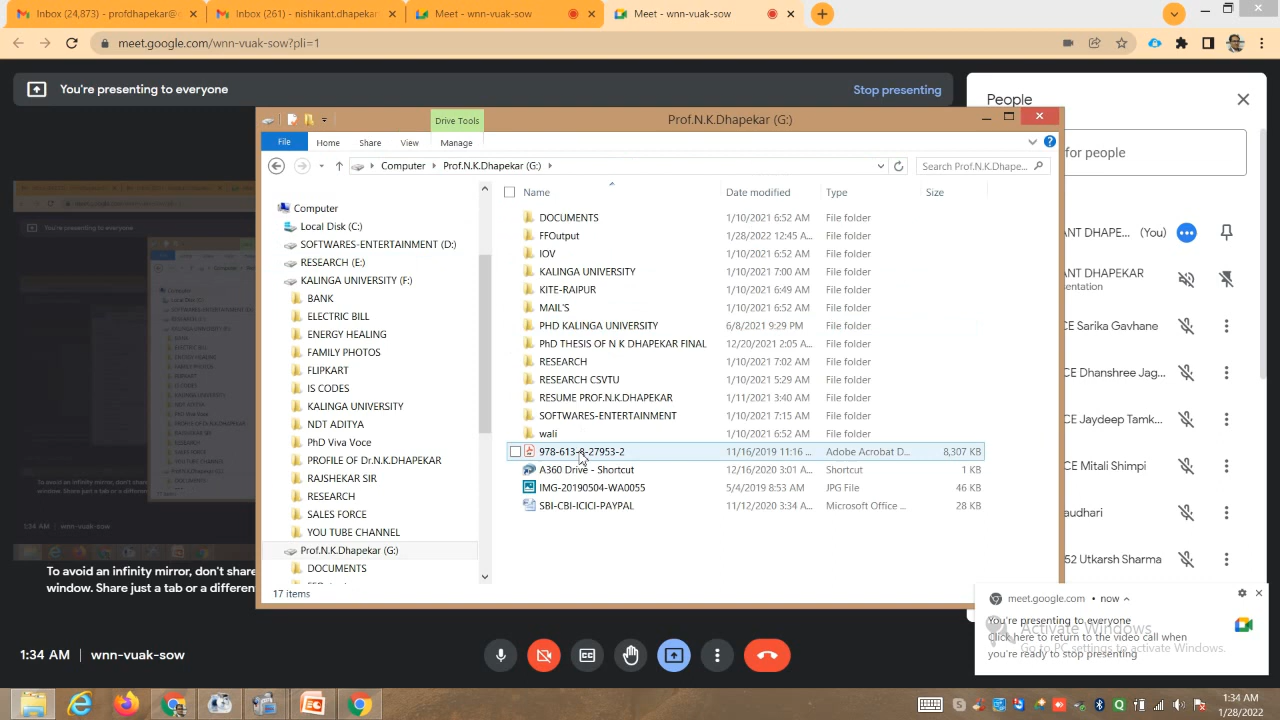 Inbox (24,873) - profdhapekar@
Inbox (261) - nishikant.dhapekar
Meet - wnn-vuak-sow
Meet - wnn-vuak-sow
meet.google.com/wnn-vuak-sow?pli=1
You're presenting to everyone
Stop presenting
People
for people
ANT DHAPE... (You)
ANT DHAPEKAR
entation
CE Sarika Gavhane
CE Dhanshree Jag...
CE Jaydeep Tamk...
CE Mitali Shimpi
audhari
52 Utkarsh Sharma
Drive Tools
Prof.N.K.Dhapekar (G:)
File
Home
Share
View
Manage
Computer
Prof.N.K.Dhapekar (G:)
Search Prof.N.K.Dhape...
Name
Date modified
Type
Size
Computer
Local Disk (C:)
SOFTWARES-ENTERTAINMENT (D:)
RESEARCH (E:)
KALINGA UNIVERSITY (F:)
BANK
ELECTRIC BILL
ENERGY HEALING
FAMILY PHOTOS
FLIPKART
IS CODES
KALINGA UNIVERSITY
NDT ADITYA
PhD Viva Voce
PROFILE OF Dr.N.K.DHAPEKAR
RAJSHEKAR SIR
RESEARCH
SALES FORCE
YOU TUBE CHANNEL
Prof.N.K.Dhapekar (G:)
DOCUMENTS
DOCUMENTS 1/10/2021 6:52 AM File folder
FFOutput 1/28/2022 12:45 A... File folder
IOV 1/10/2021 6:52 AM File folder
KALINGA UNIVERSITY 1/10/2021 7:00 AM File folder
KITE-RAIPUR 1/10/2021 6:49 AM File folder
MAIL'S 1/10/2021 6:52 AM File folder
PHD KALINGA UNIVERSITY 6/8/2021 9:29 PM File folder
PhD THESIS OF N K DHAPEKAR FINAL 12/20/2021 2:05 A... File folder
RESEARCH 1/10/2021 7:02 AM File folder
RESEARCH CSVTU 1/10/2021 5:29 AM File folder
RESUME PROF.N.K.DHAPEKAR 1/11/2021 3:40 AM File folder
SOFTWARES-ENTERTAINMENT 1/10/2021 7:15 AM File folder
wali 1/10/2021 6:52 AM File folder
978-613-8-27953-2 11/16/2019 11:16 ... Adobe Acrobat D... 8,307 KB
A360 Drive - Shortcut 12/16/2020 3:01 A... Shortcut 1 KB
IMG-20190504-WA0055 5/4/2019 8:53 AM JPG File 46 KB
SBI-CBI-ICICI-PAYPAL 11/12/2020 3:34 A... Microsoft Office ... 28 KB
17 items
To avoid an infinity mirror, don't share
window. Share just a tab or a different
1:34 AM | wnn-vuak-sow
1:34 AM | wnn-vuak-sow
meet.google.com • now
You're presenting to everyone
Click here to return to the video call when
you're ready to stop presenting
Activate Windows
Go to PC settings to activate Windows.
1:34 AM
1/28/2022